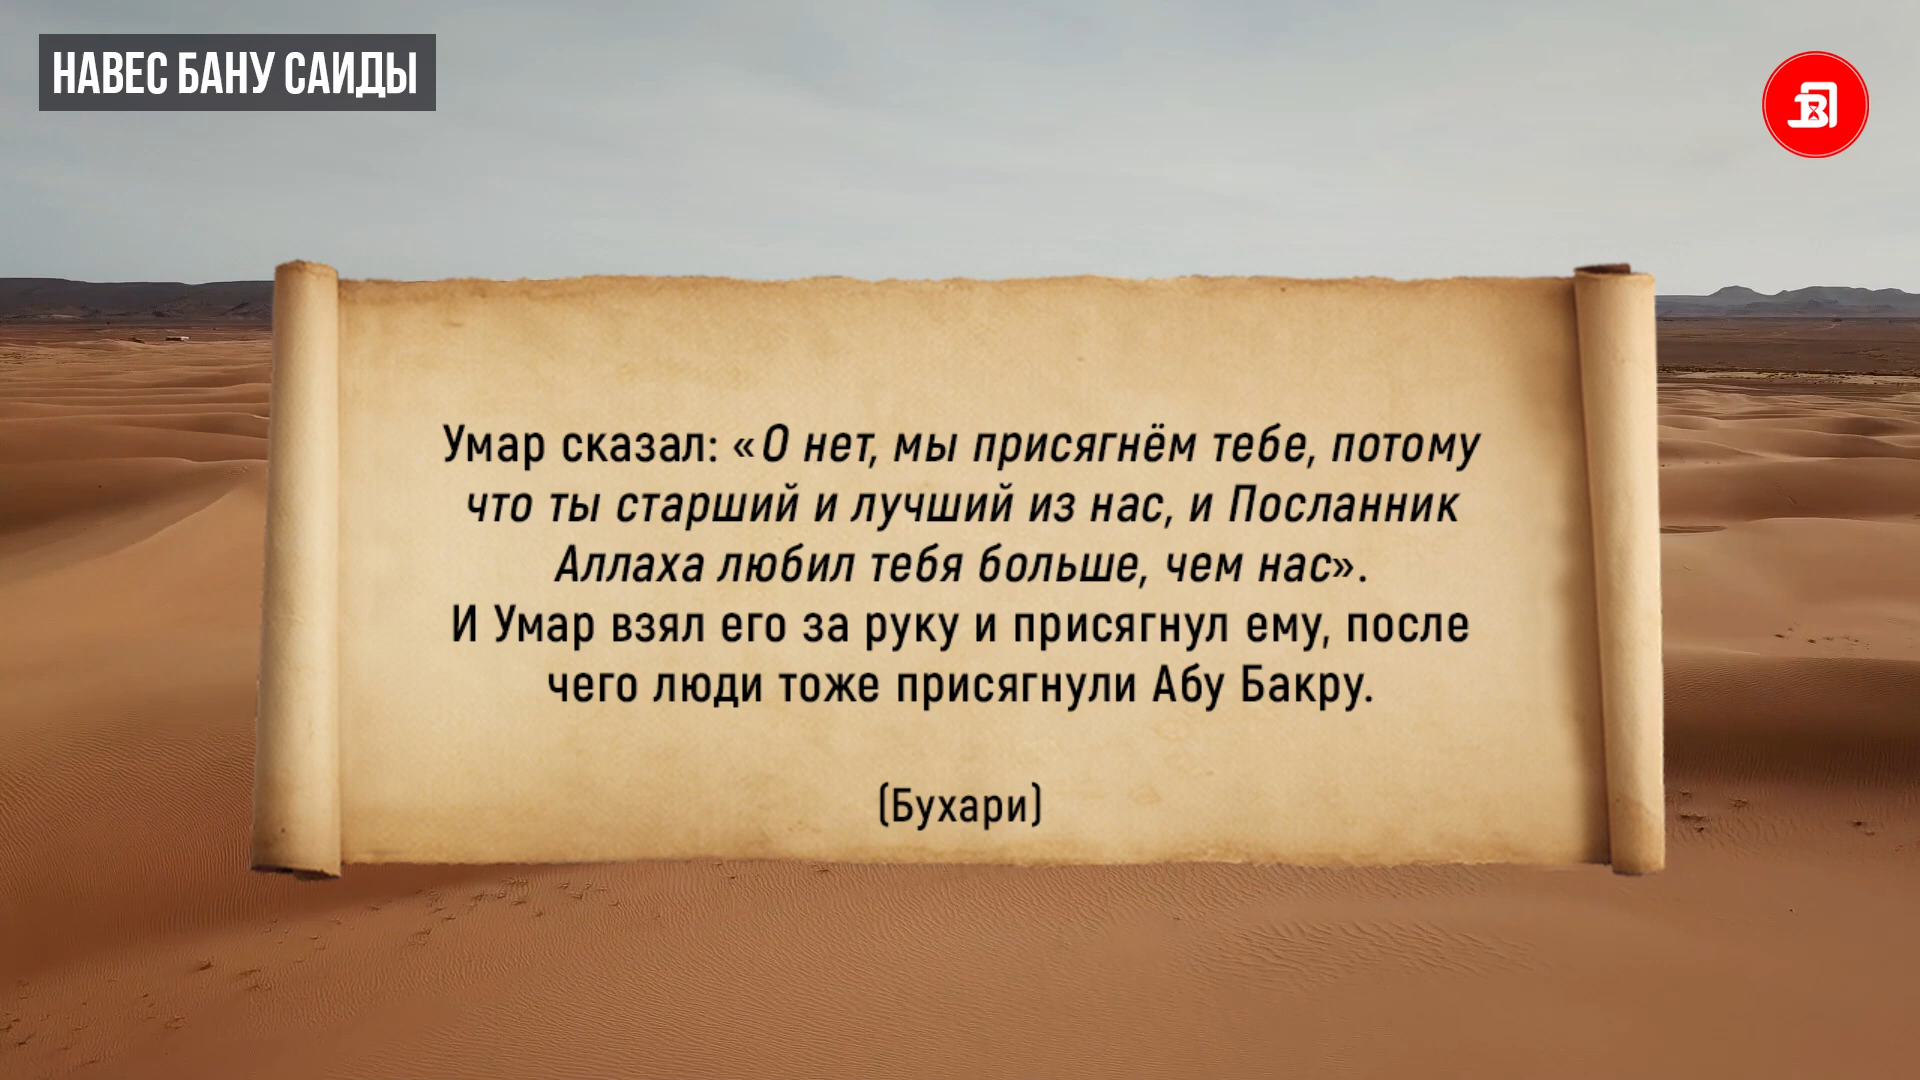 НАВЕС БАНУ САИДЫ
Умар сказал: «О нет, мы присягнём тебе, потому
что ты старший и лучший из нас, и Посланник
Аллаха любил тебя больше, чем нас».
И Умар взял его за руку и присягнул ему, после
чего люди тоже присягнули Абу Бакру.
(Бухари)